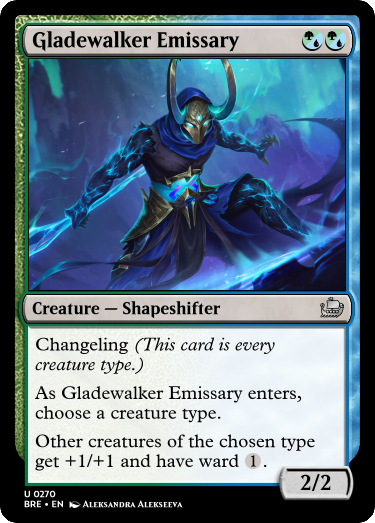 Gladewalker Emissary
Creature — Shapeshifter
Changeling (This card is every
creature type.)
As Gladewalker Emissary enters,
choose a creature type.
Other creatures of the chosen type
get +1/+1 and have ward 1.
2/2
U 0270
BRE • EN Aleksandra Alekseeva